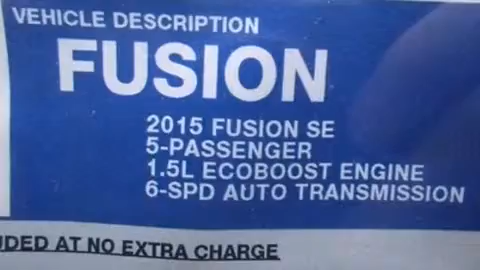 VEHICLE DESCRIPTION
FUSION
2015 FUSION SE
5-PASSENGER
1.5L ECOBOOST ENGINE
6-SPD AUTO TRANSMISSION
AT NO EXTRA CHARGE